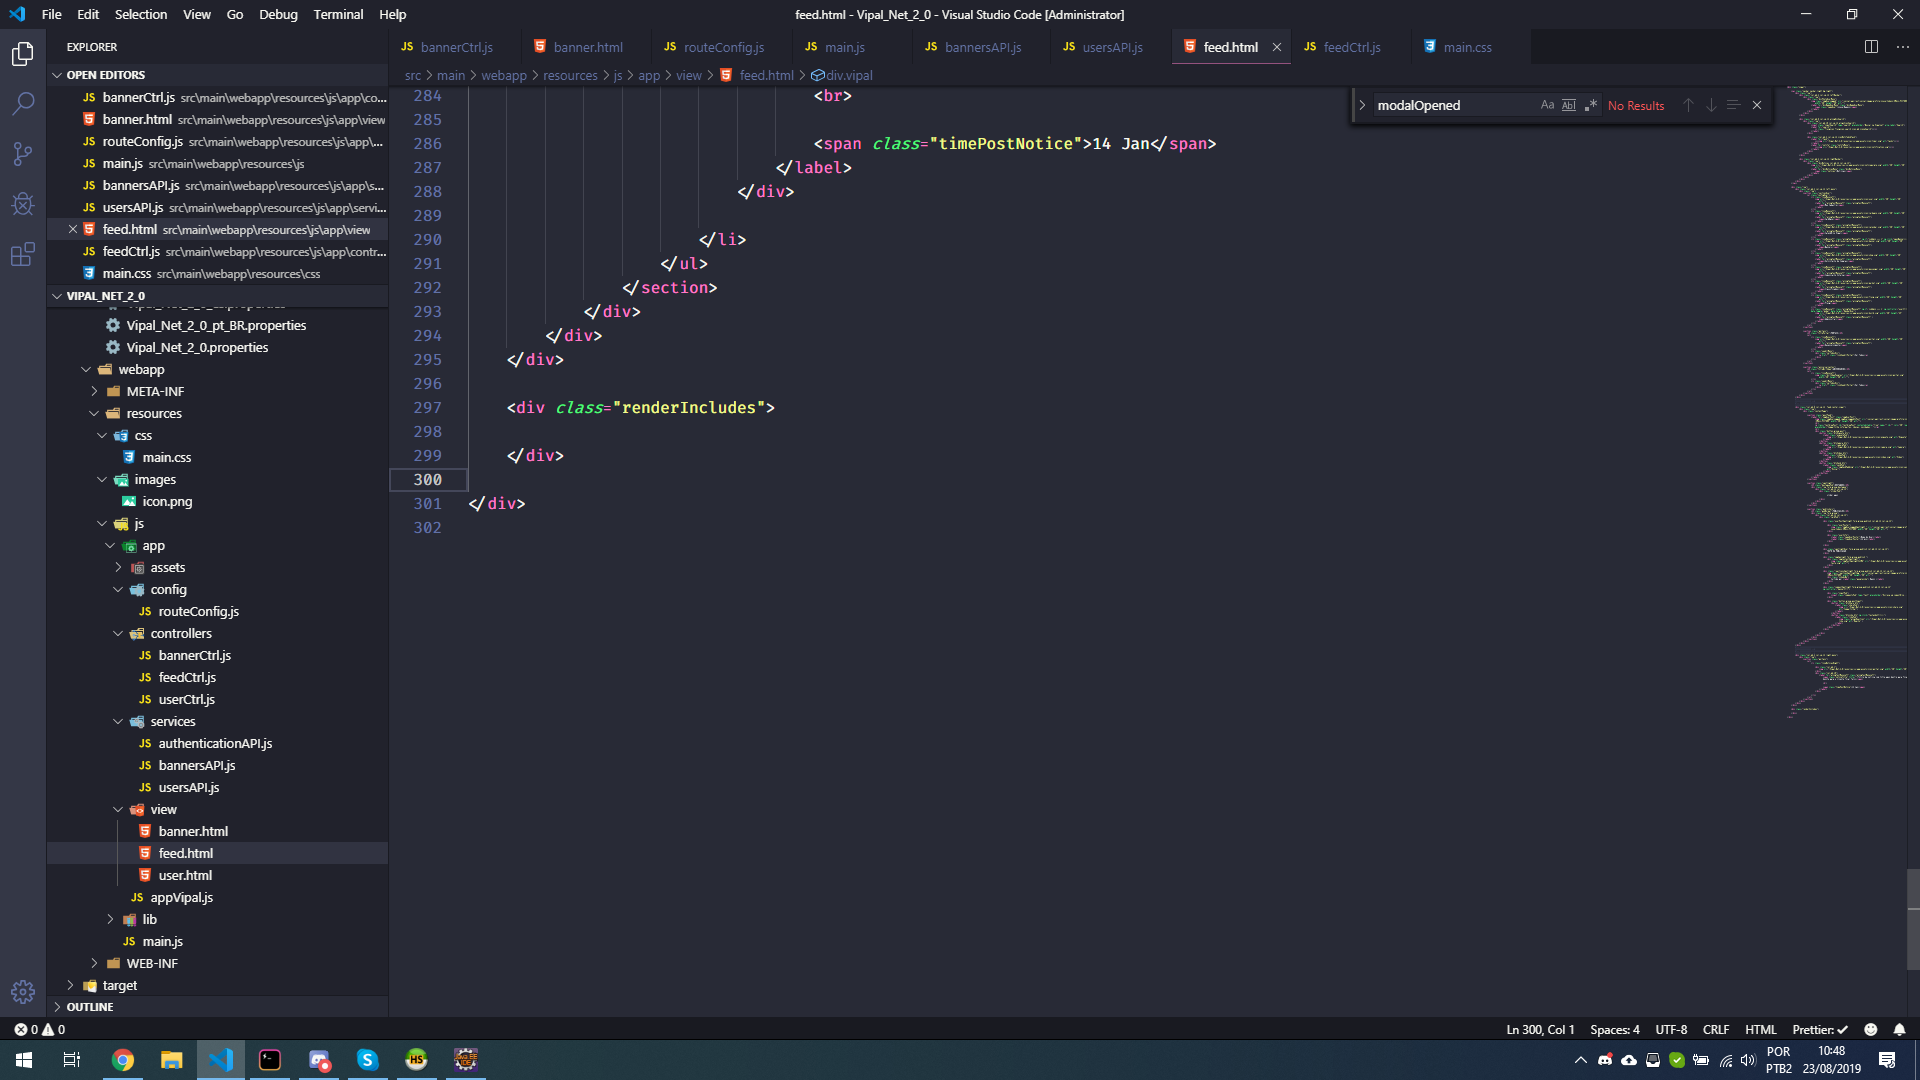 File Edit Selection View Go Debug Terminal Help
feed.html - Vipal_Net_2_0 - Visual Studio Code [Administrator]
EXPLORER
OPEN EDITORS
JS bannerCtrl.js src\main\webapp\resources\js\app\co...
banner.html src\main\webapp\resources\js\app\view
JS routeConfig.js src\main\webapp\resources\js\app\...
JS main.js src\main\webapp\resources\js
JS bannersAPI.js src\main\webapp\resources\js\app\s...
JS usersAPI.js src\main\webapp\resources\js\app\servi...
feed.html src\main\webapp\resources\js\app\view
JS feedCtrl.js src\main\webapp\resources\js\app\contr...
main.css src\main\webapp\resources\css
VIPAL_NET_2_0
Vipal_Net_2_0_pt_BR.properties
Vipal_Net_2_0.properties
webapp
META-INF
resources
css
main.css
images
icon.png
js
app
assets
config
JS routeConfig.js
controllers
JS bannerCtrl.js
JS feedCtrl.js
JS userCtrl.js
services
JS authenticationAPI.js
JS bannersAPI.js
JS usersAPI.js
view
banner.html
feed.html
user.html
JS appVipal.js
lib
JS main.js
WEB-INF
target
OUTLINE
JS bannerCtrl.js banner.html JS routeConfig.js JS main.js JS bannersAPI.js JS usersAPI.js feed.html JS feedCtrl.js main.css
src > main > webapp > resources > js > app > view > feed.html > div.vipal
modalOpened Aa Abl .* No Results
284 <br>
285
286 <span class="timePostNotice">14 Jan</span>
287 </label>
288 </div>
289
290 </li>
291 </ul>
292 </section>
293 </div>
294 </div>
295 </div>
296
297 <div class="renderIncludes">
298
299 </div>
300
301 </div>
302
0 0
Ln 300, Col 1 Spaces: 4 UTF-8 CRLF HTML Prettier: ✓
HS
POR
PTB2
10:48
23/08/2019